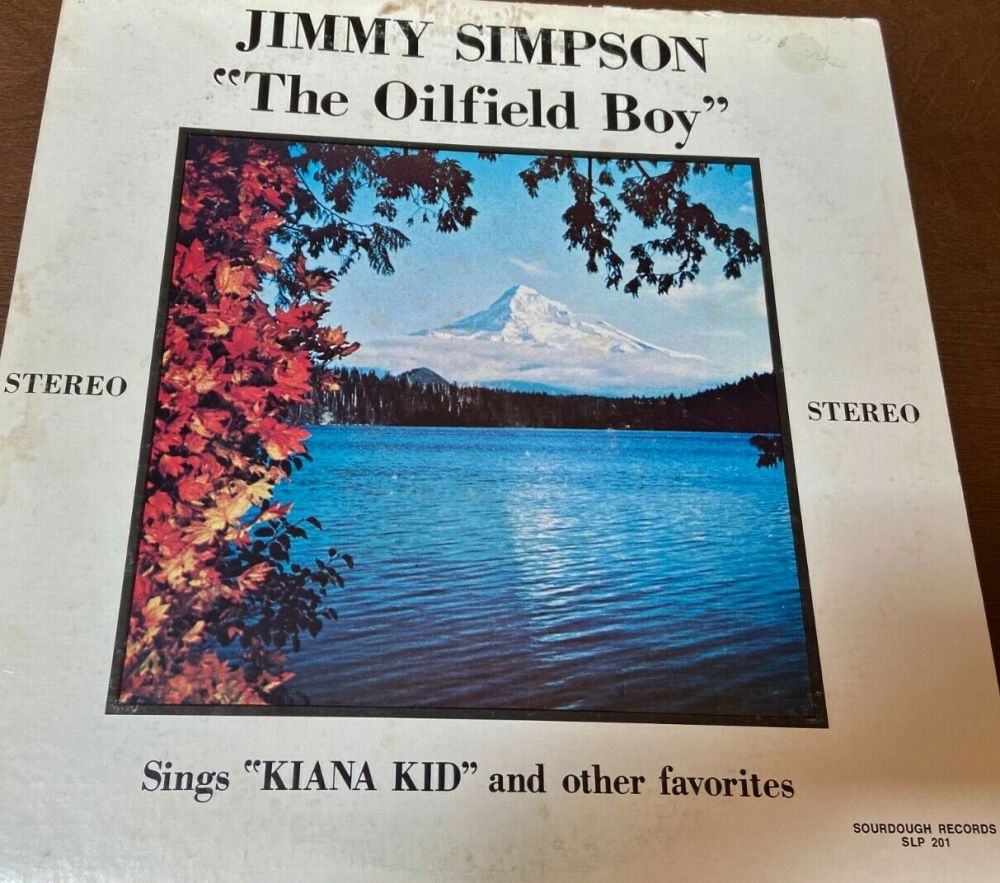 JIMMY SIMPSON
“The Oilfield Boy”
STEREO
STEREO
Sings “KIANA KID” and other favorites
SOURDOUGH RECORDS
SLP 201